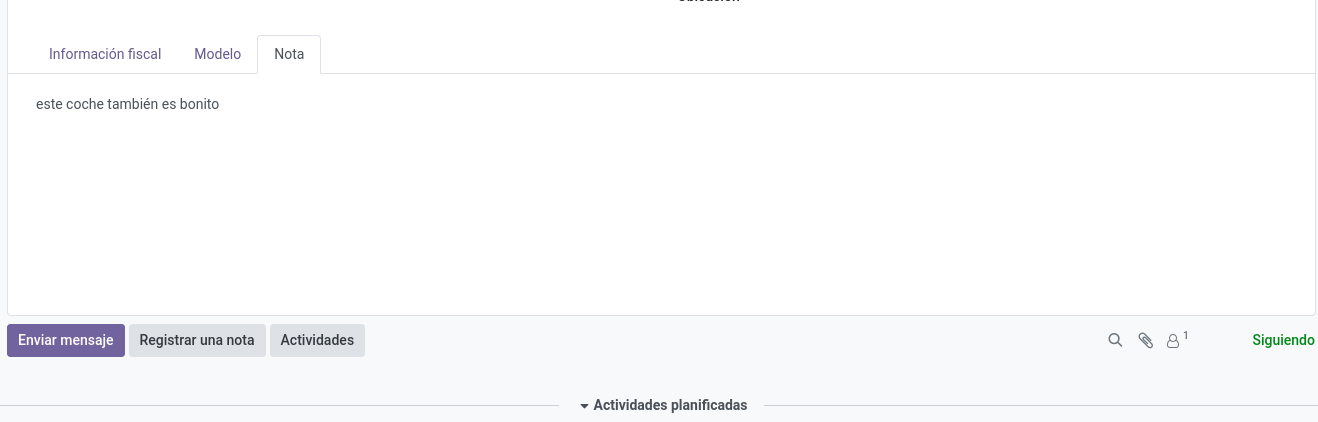 Información fiscal
Modelo
Nota
este coche también es bonito
Enviar mensaje
Registrar una nota
Actividades
1
Siguiendo
Actividades planificadas